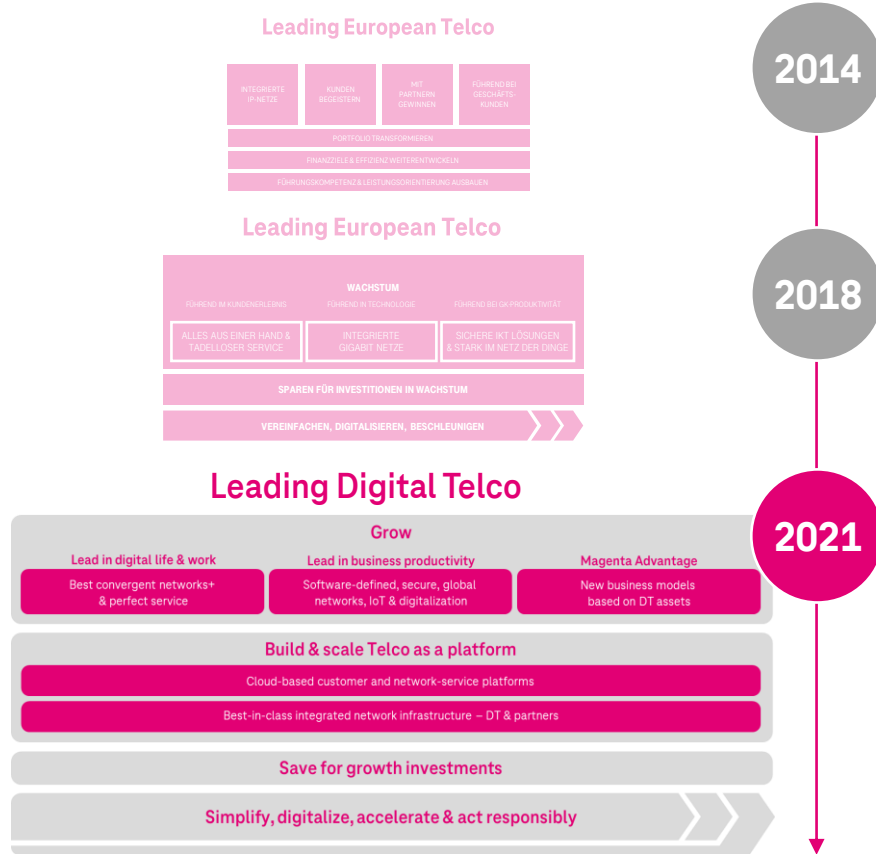 Leading European Telco
2014
INTEGRIERTE
IP-NETZE
KUNDEN
BEGEISTERN
MIT
PARTNERN
GEWINNEN
FÜHREND BEI
GESCHÄFTS-
KUNDEN
PORTFOLIO TRANSFORMIEREN
FINANZZIELE & EFFIZIENZ WEITERENTWICKELN
FÜHRUNGSKOMPETENZ & LEISTUNGSORIENTIERUNG AUSBAUEN
Leading European Telco
2018
WACHSTUM
FÜHREND IM KUNDENERLEBNIS
FÜHREND IN TECHNOLOGIE
FÜHREND BEI GK-PRODUKTIVITÄT
ALLES AUS EINER HAND &
TADELLOSER SERVICE
INTEGRIERTE
GIGABIT NETZE
SICHERE IKT LÖSUNGEN
& STARK IM NETZ DER DINGE
SPAREN FÜR INVESTITIONEN IN WACHSTUM
VEREINFACHEN, DIGITALISIEREN, BESCHLEUNIGEN
Leading Digital Telco
2021
Grow
Lead in digital life & work
Best convergent networks+
& perfect service
Lead in business productivity
Software-defined, secure, global
networks, IoT & digitalization
Magenta Advantage
New business models
based on DT assets
Build & scale Telco as a platform
Cloud-based customer and network-service platforms
Best-in-class integrated network infrastructure – DT & partners
Save for growth investments
Simplify, digitalize, accelerate & act responsibly